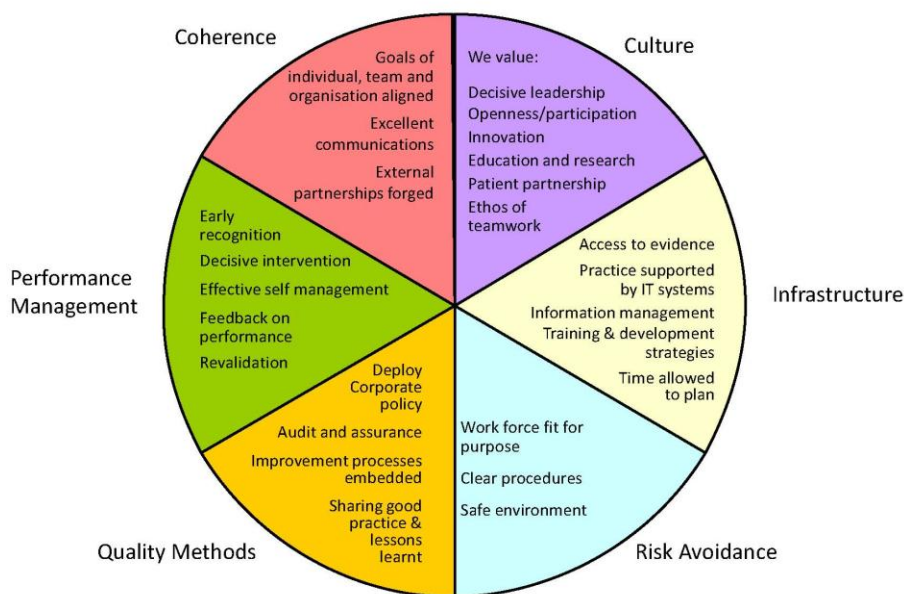 Coherence
Goals of
individual, team and
organisation aligned
Excellent
communications
External
partnerships forged
Culture
We value:
Decisive leadership
Openness/participation
Innovation
Education and research
Patient partnership
Ethos of
teamwork
Infrastructure
Access to evidence
Practice supported
by IT systems
Information management
Training & development
strategies
Time allowed
to plan
Risk Avoidance
Work force fit for
purpose
Clear procedures
Safe environment
Quality Methods
Deploy
Corporate
policy
Audit and assurance
Improvement processes
embedded
Sharing good
practice &
lessons
learnt
Performance
Management
Early
recognition
Decisive intervention
Effective self management
Feedback on
performance
Revalidation